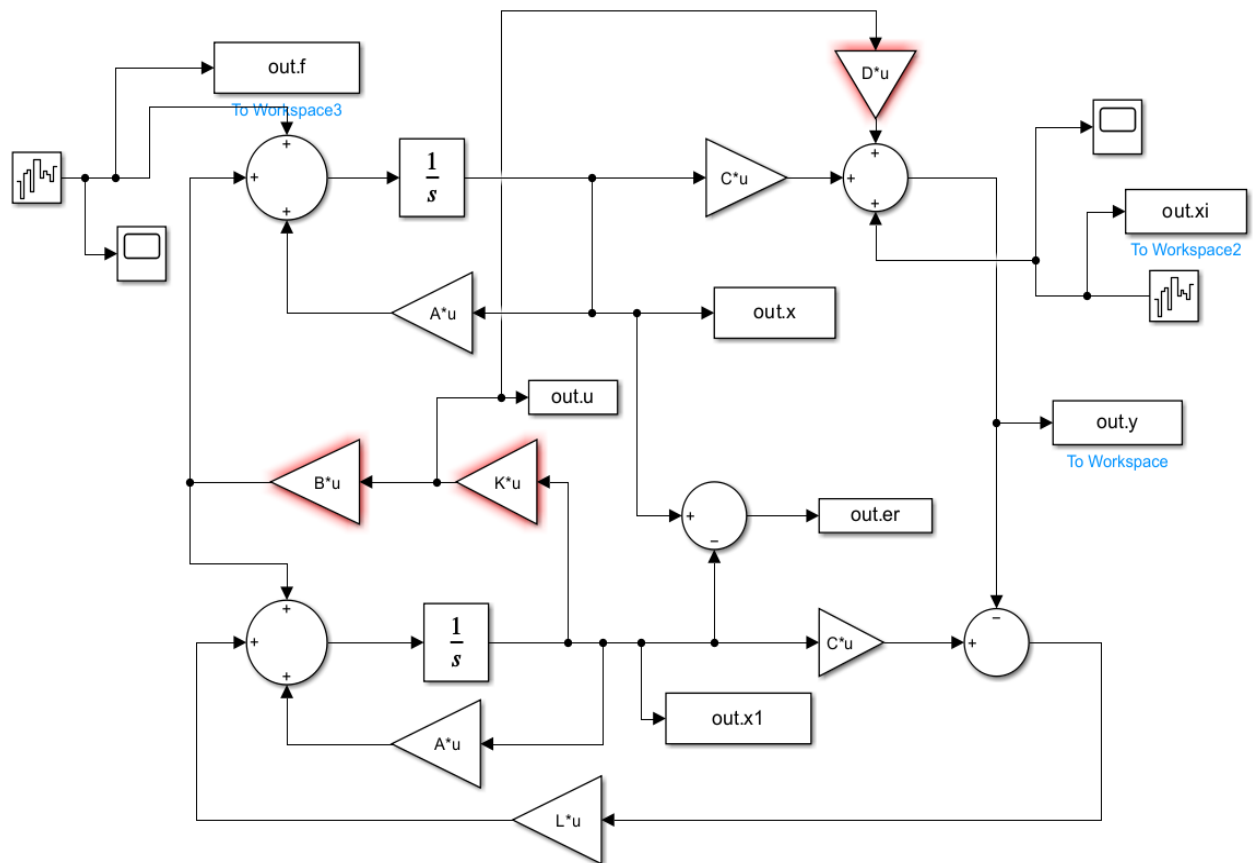 D*u
out.f
To Workspace3
+
+
+
1
s
C*u
+
+
+
out.xi
To Workspace2
A*u
out.x
out.u
out.y
To Workspace
B*u
K*u
+
−
out.er
+
+
+
1
s
C*u
−
+
out.x1
A*u
L*u